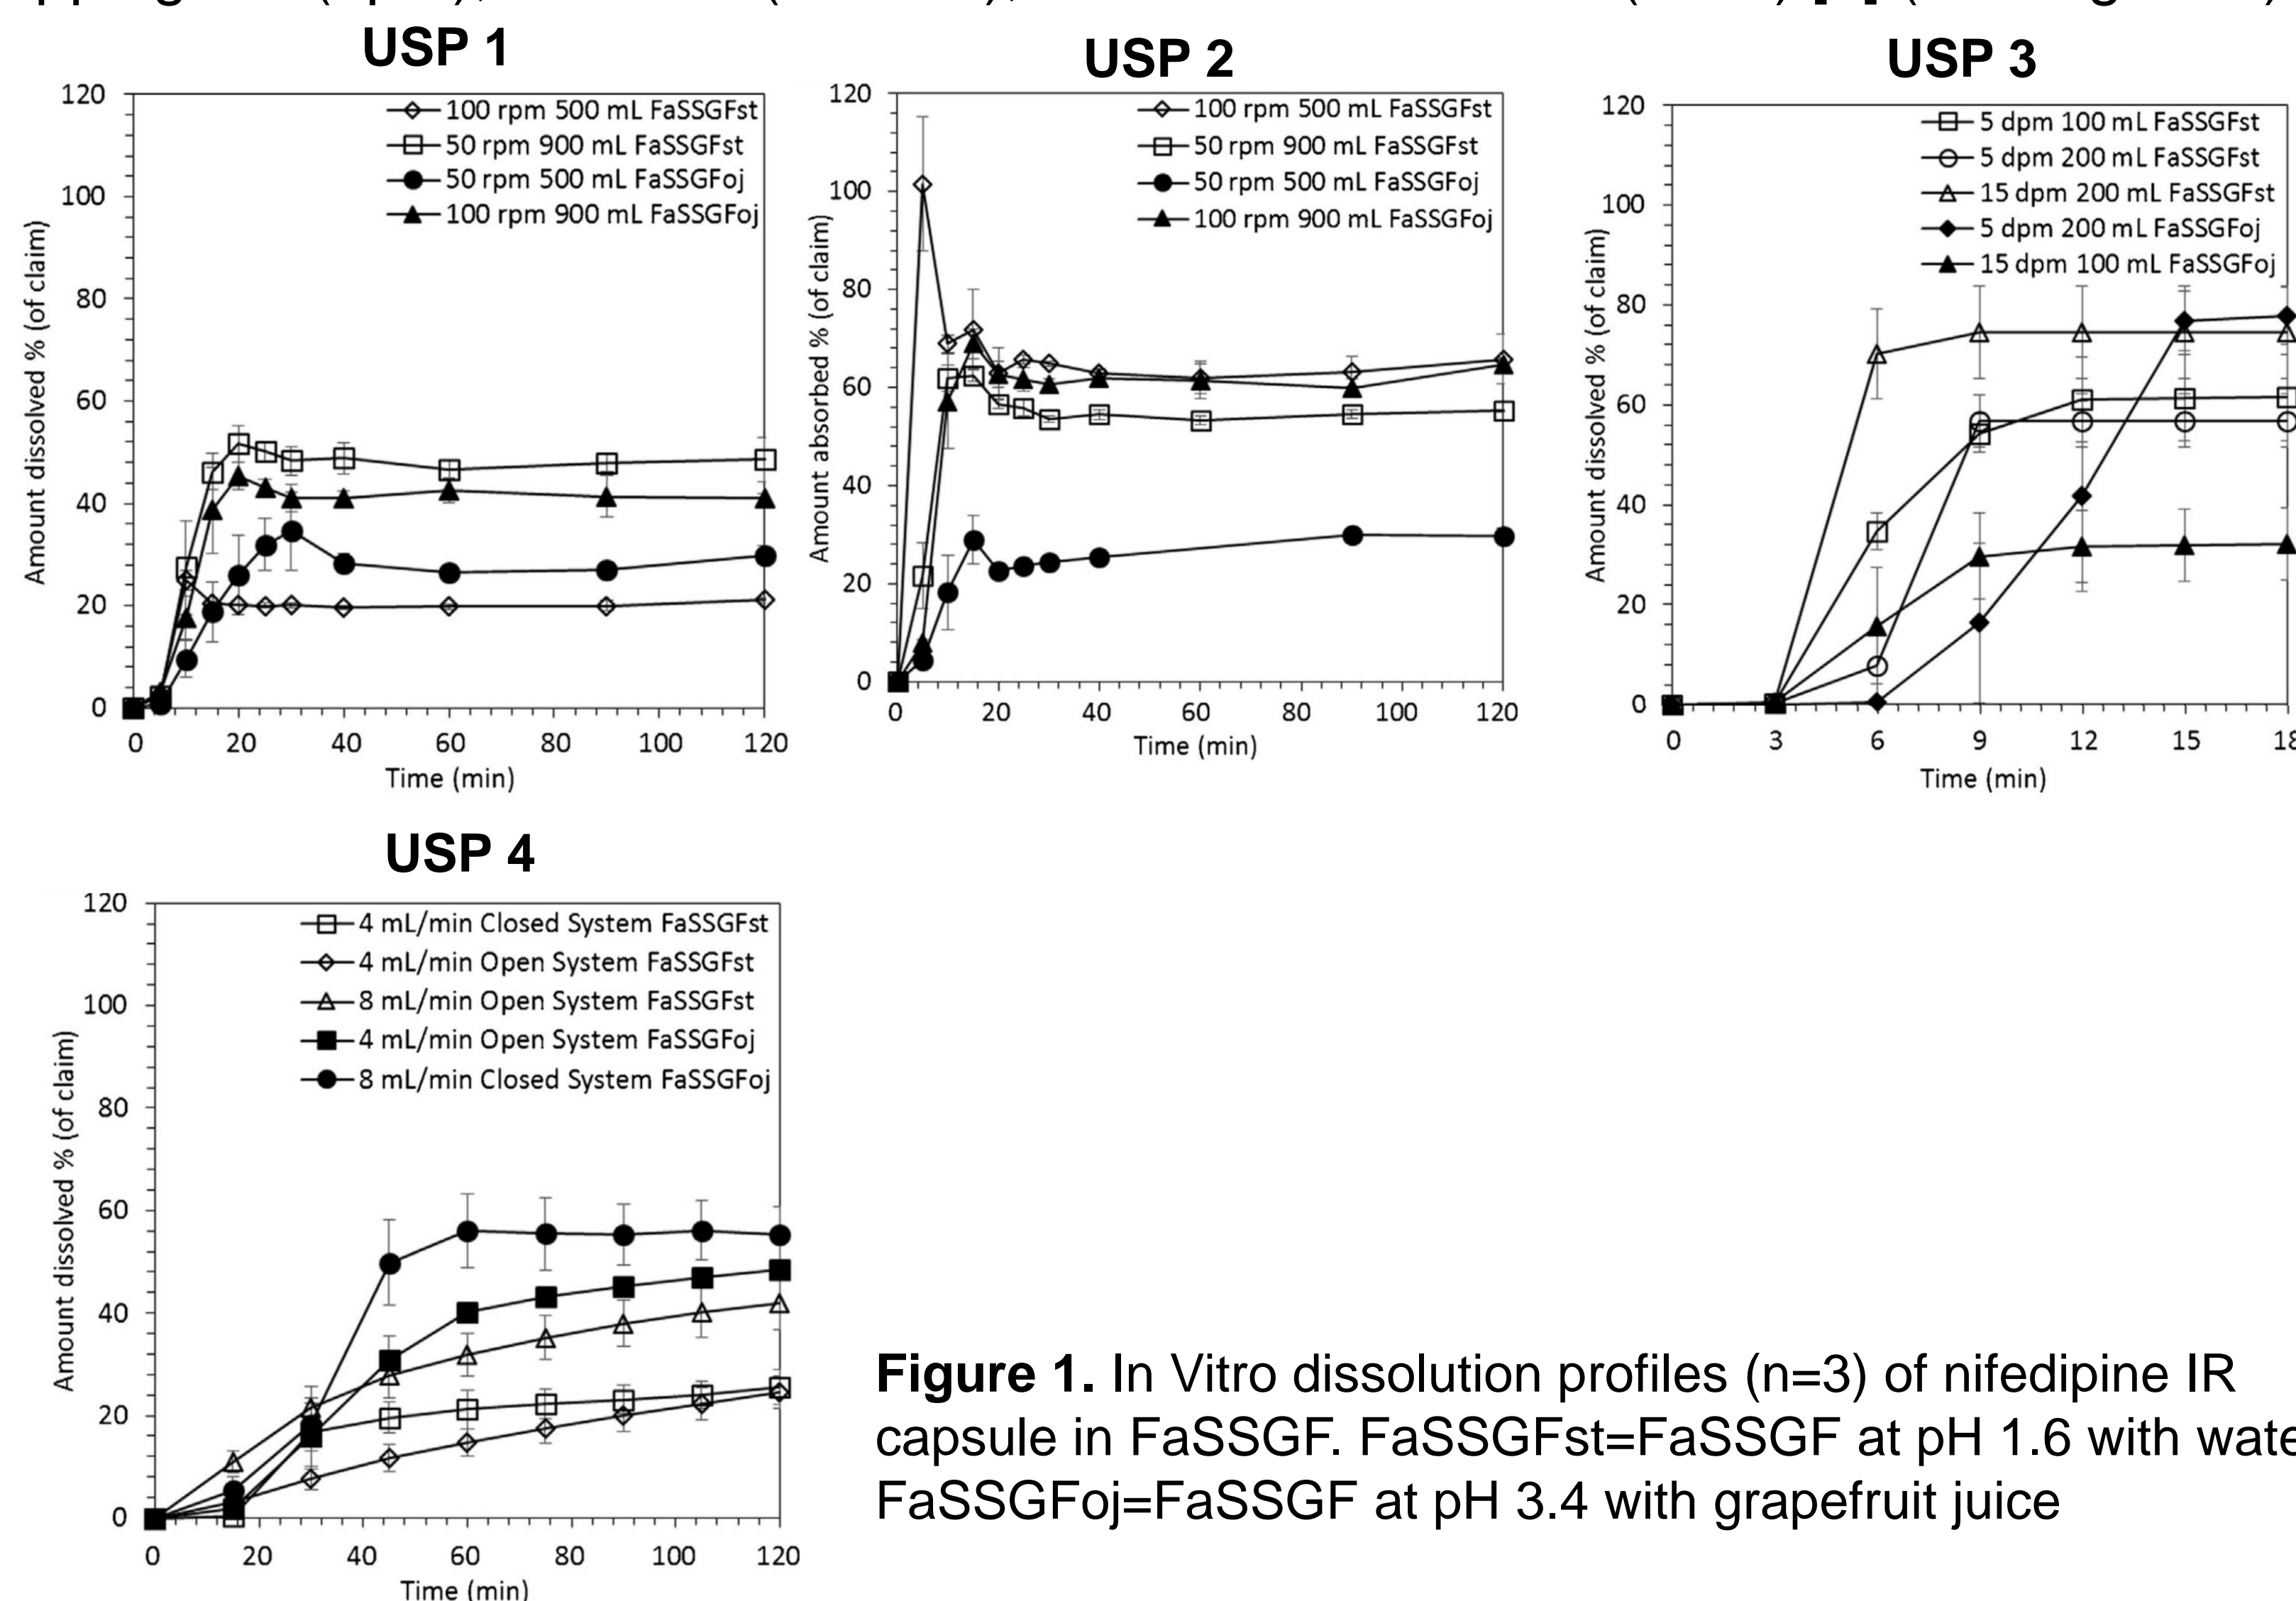 USP 1
120
100
80
60
40
20
0
Amount dissolved % (of claim)
100 rpm 500 mL FaSSGFst
50 rpm 900 mL FaSSGFst
50 rpm 500 mL FaSSGFoj
100 rpm 900 mL FaSSGFoj
0 20 40 60 80 100 120
Time (min)
USP 2
120
100
80
60
40
20
0
Amount absorbed % (of claim)
100 rpm 500 mL FaSSGFst
50 rpm 900 mL FaSSGFst
50 rpm 500 mL FaSSGFoj
100 rpm 900 mL FaSSGFoj
0 20 40 60 80 100 120
Time (min)
USP 3
120
100
80
60
40
20
0
Amount dissolved % (of claim)
5 dpm 100 mL FaSSGFst
5 dpm 200 mL FaSSGFst
15 dpm 200 mL FaSSGFst
5 dpm 200 mL FaSSGFoj
15 dpm 100 mL FaSSGFoj
0 3 6 9 12 15 18
Time (min)
USP 4
120
100
80
60
40
20
0
Amount dissolved % (of claim)
4 mL/min Closed System FaSSGFst
4 mL/min Open System FaSSGFst
8 mL/min Open System FaSSGFst
4 mL/min Open System FaSSGFoj
8 mL/min Closed System FaSSGFoj
0 20 40 60 80 100 120
Time (min)
Figure 1. In Vitro dissolution profiles (n=3) of nifedipine IR
capsule in FaSSGF. FaSSGFst=FaSSGF at pH 1.6 with wate
FaSSGFoj=FaSSGF at pH 3.4 with grapefruit juice